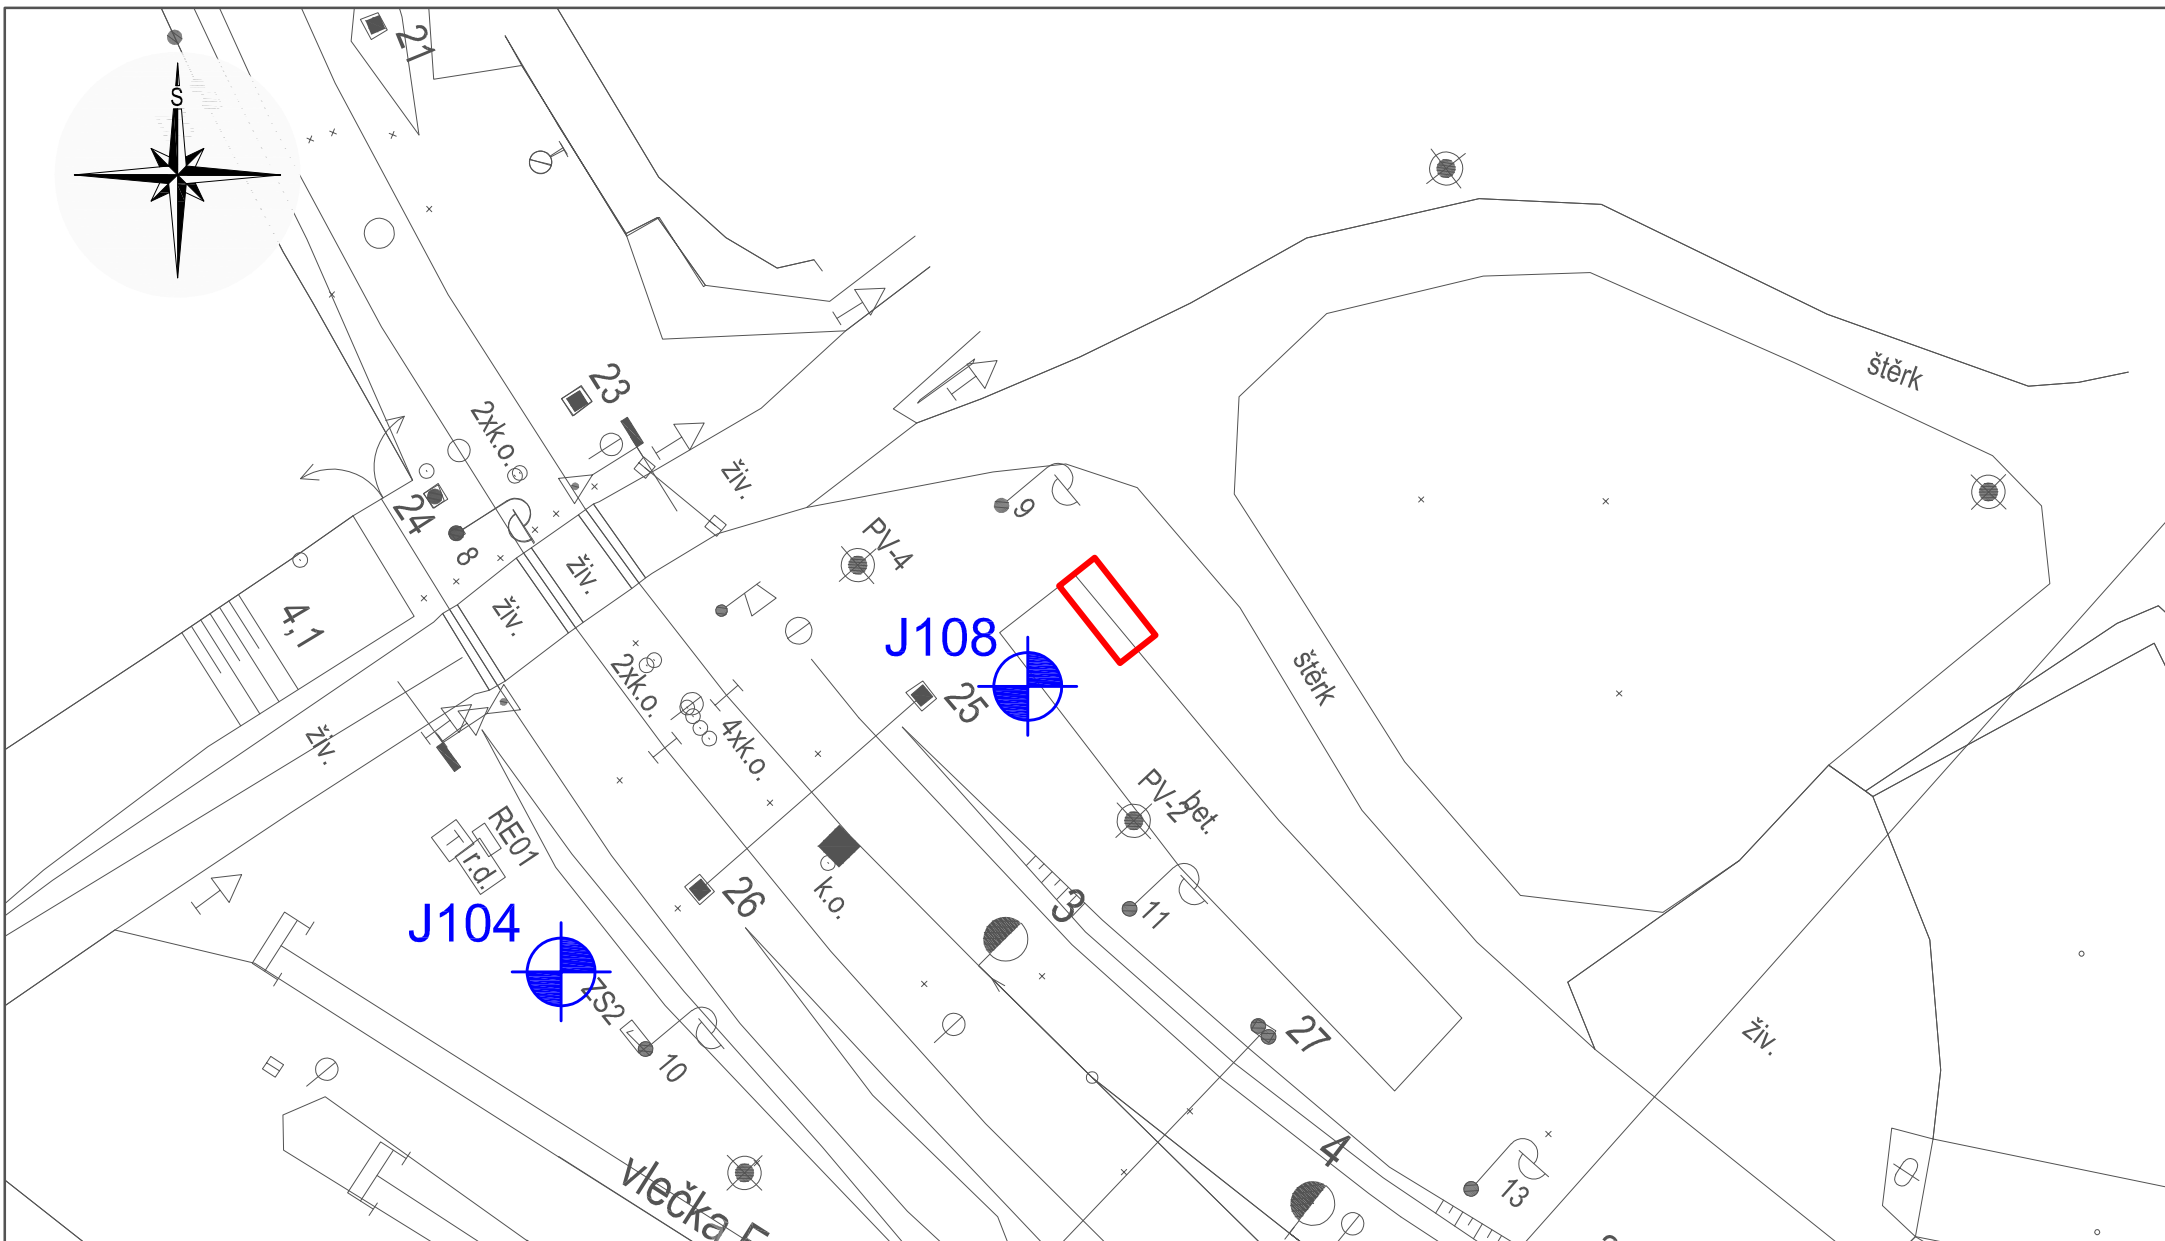 21
S
23
štěrk
2xk.o.
živ.
24
9
8
PV-4
živ.
4,1
živ.
J108
štěrk
2xk.o.
25
4xk.o.
živ.
PV-2
bet.
RE01
r.d.
k.o.
26
3
11
J104
ZS2
27
živ.
10
4
vlečka
13